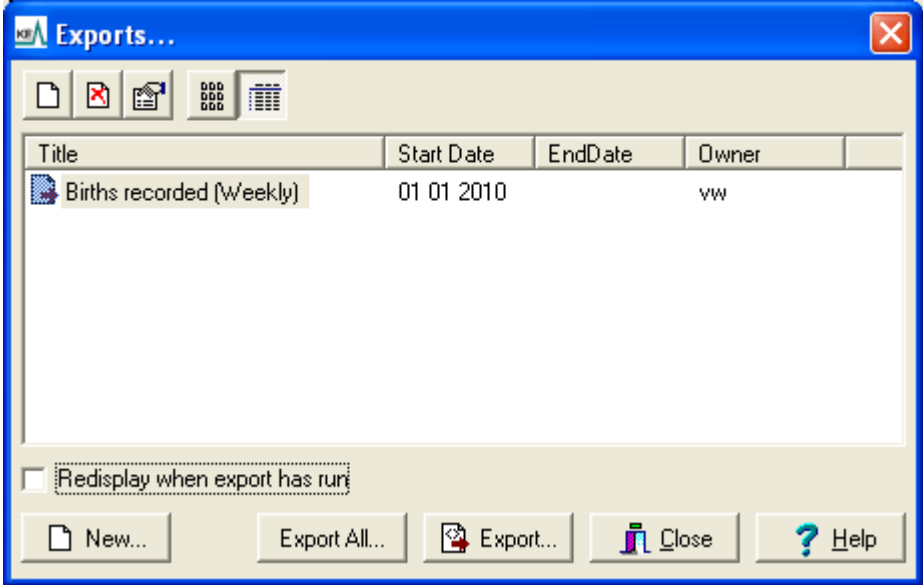 KE Exports...
Title Start Date EndDate Owner
Births recorded (Weekly) 01 01 2010 vw
Redisplay when export has run
New... Export All... Export... Close Help